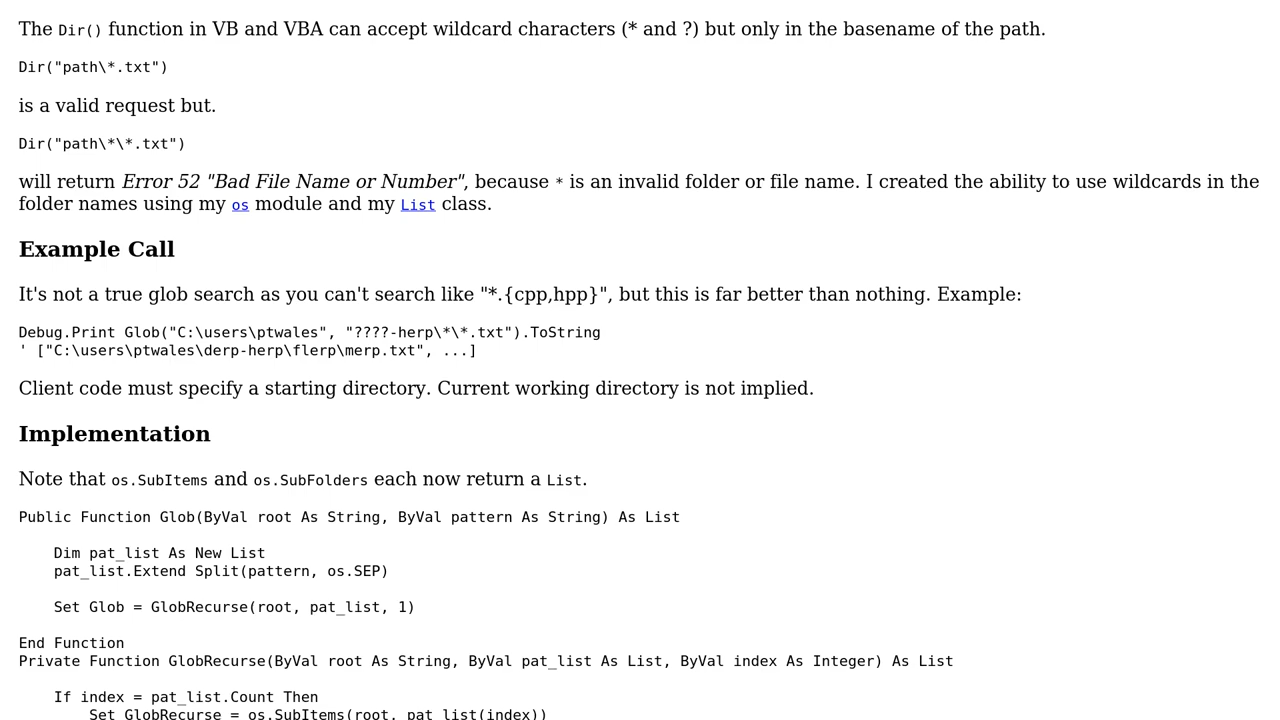 The Dir() function in VB and VBA can accept wildcard characters (* and ?) but only in the basename of the path.
Dir("path\*.txt")
is a valid request but.
Dir("path\*\*.txt")
will return Error 52 "Bad File Name or Number", because * is an invalid folder or file name. I created the ability to use wildcards in the
folder names using my os module and my List class.
Example Call
It's not a true glob search as you can't search like "*.{cpp,hpp}", but this is far better than nothing. Example:
Debug.Print Glob("C:\users\ptwales", "????-herp\*\*.txt").ToString
' ["C:\users\ptwales\derp-herp\flerp\merp.txt", ...]
Client code must specify a starting directory. Current working directory is not implied.
Implementation
Note that os.SubItems and os.SubFolders each now return a List.
Public Function Glob(ByVal root As String, ByVal pattern As String) As List
    Dim pat_list As New List
    pat_list.Extend Split(pattern, os.SEP)
    Set Glob = GlobRecurse(root, pat_list, 1)
End Function
Private Function GlobRecurse(ByVal root As String, ByVal pat_list As List, ByVal index As Integer) As List
    If index = pat_list.Count Then
        Set GlobRecurse = os.SubItems(root, pat_list(index))